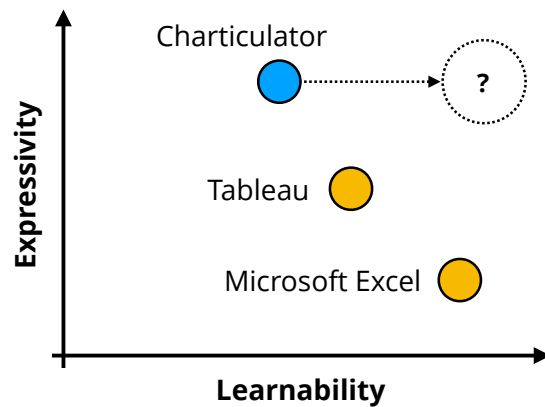 Charticulator
?
Expressivity
Tableau
Microsoft Excel
Learnability